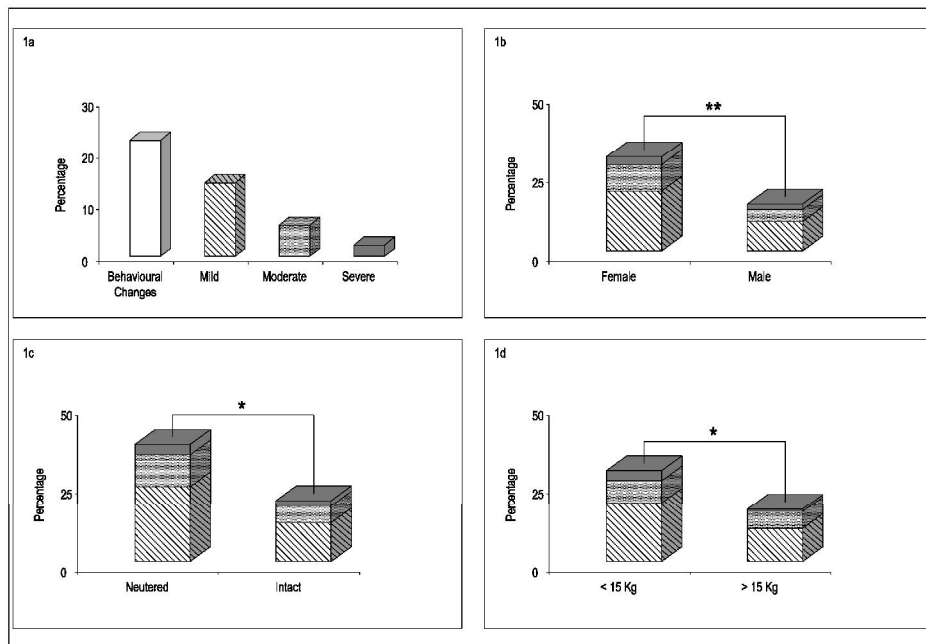 1a
30
20
10
0
Percentage
Behavioural
Changes
Mild
Moderate
Severe
1b
50
25
0
Percentage
**
Female
Male
1c
50
25
0
Percentage
*
Neutered
Intact
1d
50
25
0
Percentage
*
< 15 Kg
> 15 Kg